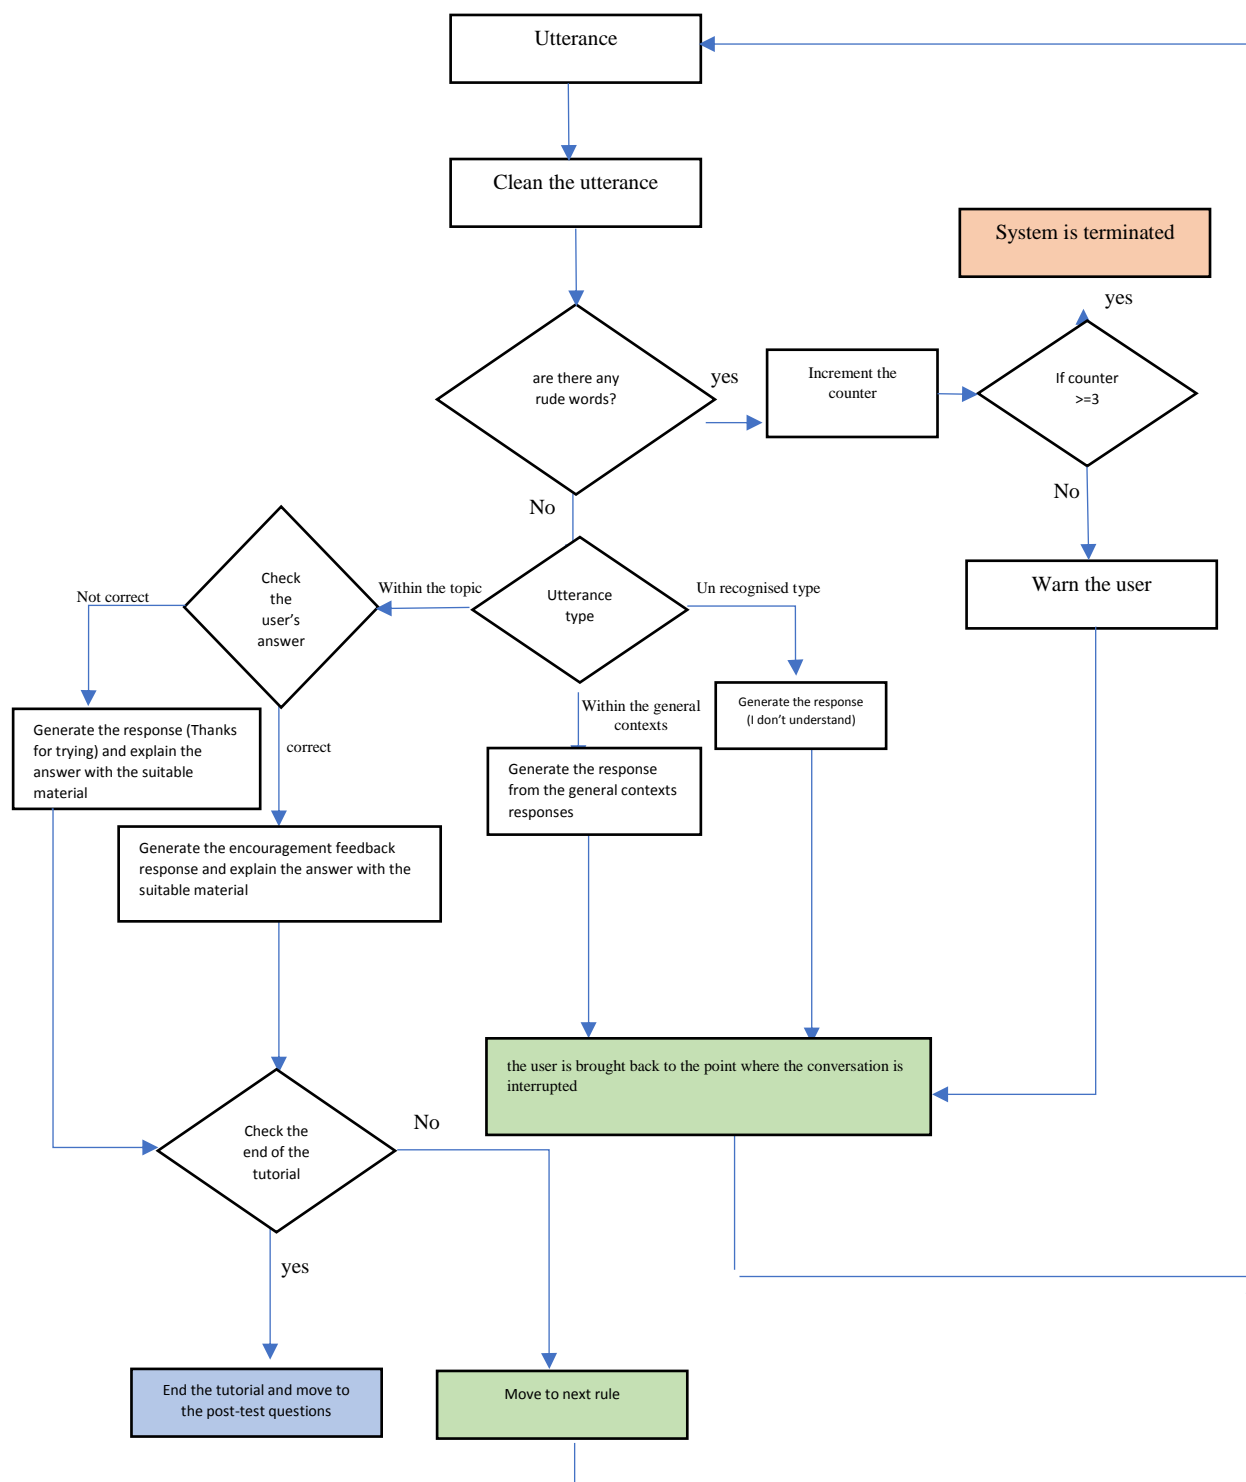 Utterance
Clean the utterance
System is terminated
yes
are there any
rude words?
yes
Increment the
counter
If counter
>=3
No
No
Warn the user
Check
the
user’s
answer
Not correct
Within the topic
Utterance
type
Un recognised type
Generate the response (Thanks
for trying) and explain the
answer with the suitable
material
correct
Within the general
contexts
Generate the response
(I don’t understand)
Generate the response
from the general contexts
responses
Generate the encouragement feedback
response and explain the answer with the
suitable material
the user is brought back to the point where the conversation is
interrupted
Check the
end of the
tutorial
No
yes
End the tutorial and move to
the post-test questions
Move to next rule